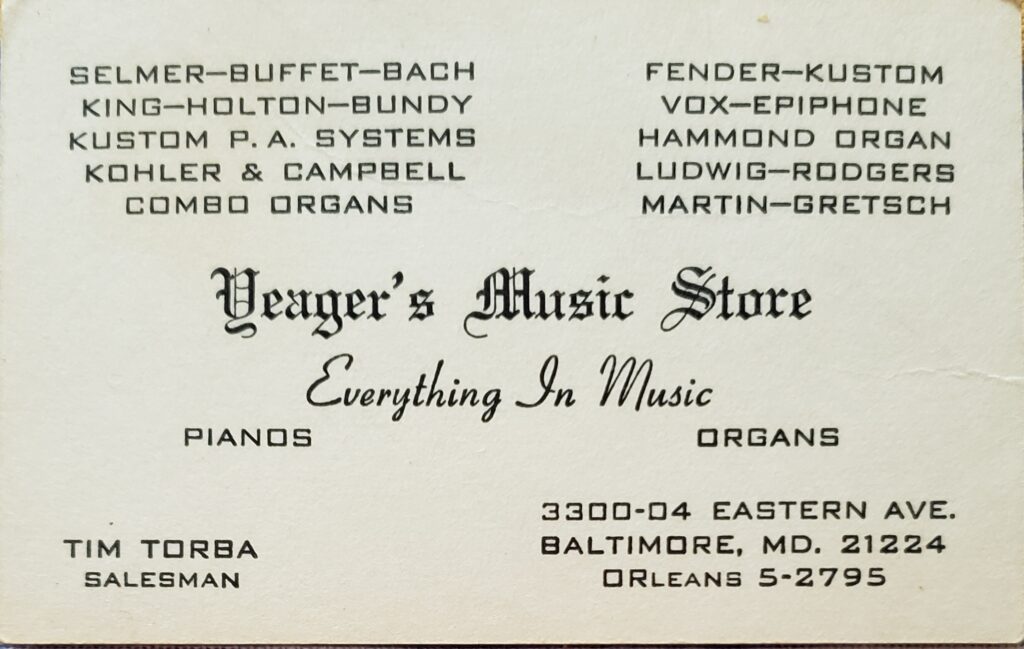 SELMER—BUFFET—BACH
KING—HOLTON—BUNDY
KUSTOM P. A. SYSTEMS
KOHLER & CAMPBELL
COMBO ORGANS
FENDER—KUSTOM
VOX—EPIPHONE
HAMMOND ORGAN
LUDWIG—RODGERS
MARTIN—GRETSCH
Yeager's Music Store
Everything In Music
PIANOS
ORGANS
TIM TORBA
SALESMAN
3300-04 EASTERN AVE.
BALTIMORE, MD. 21224
ORLEANS 5-2795